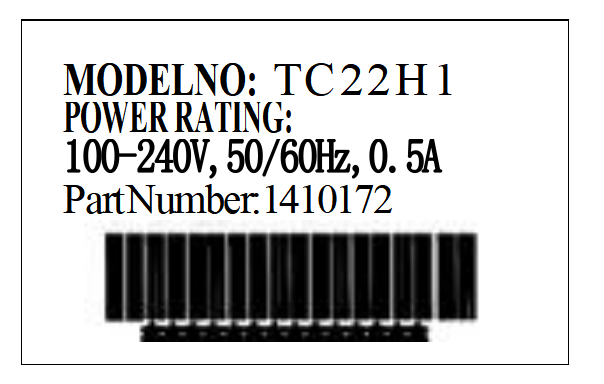 MODELNO: TC22H1
POWER RATING:
100-240V, 50/60Hz, 0.5A
PartNumber:1410172